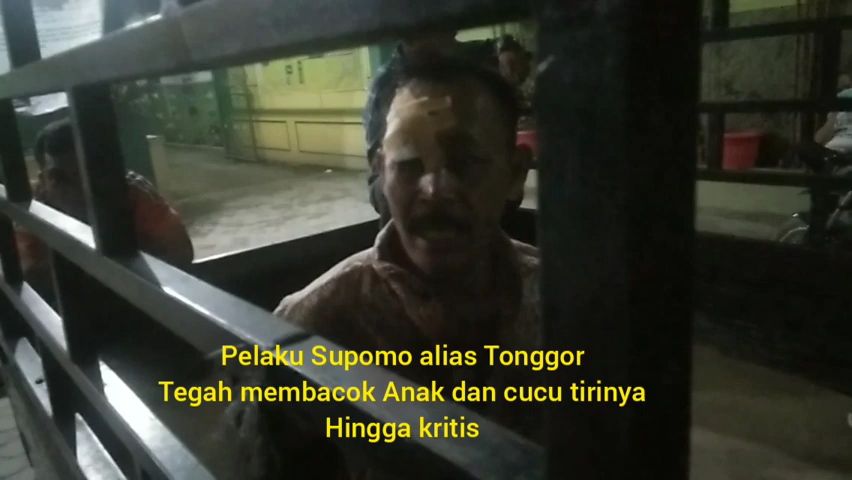 Pelaku Supomo alias Tonggor
Tegah membacok Anak dan cucu tirinya
Hingga kritis